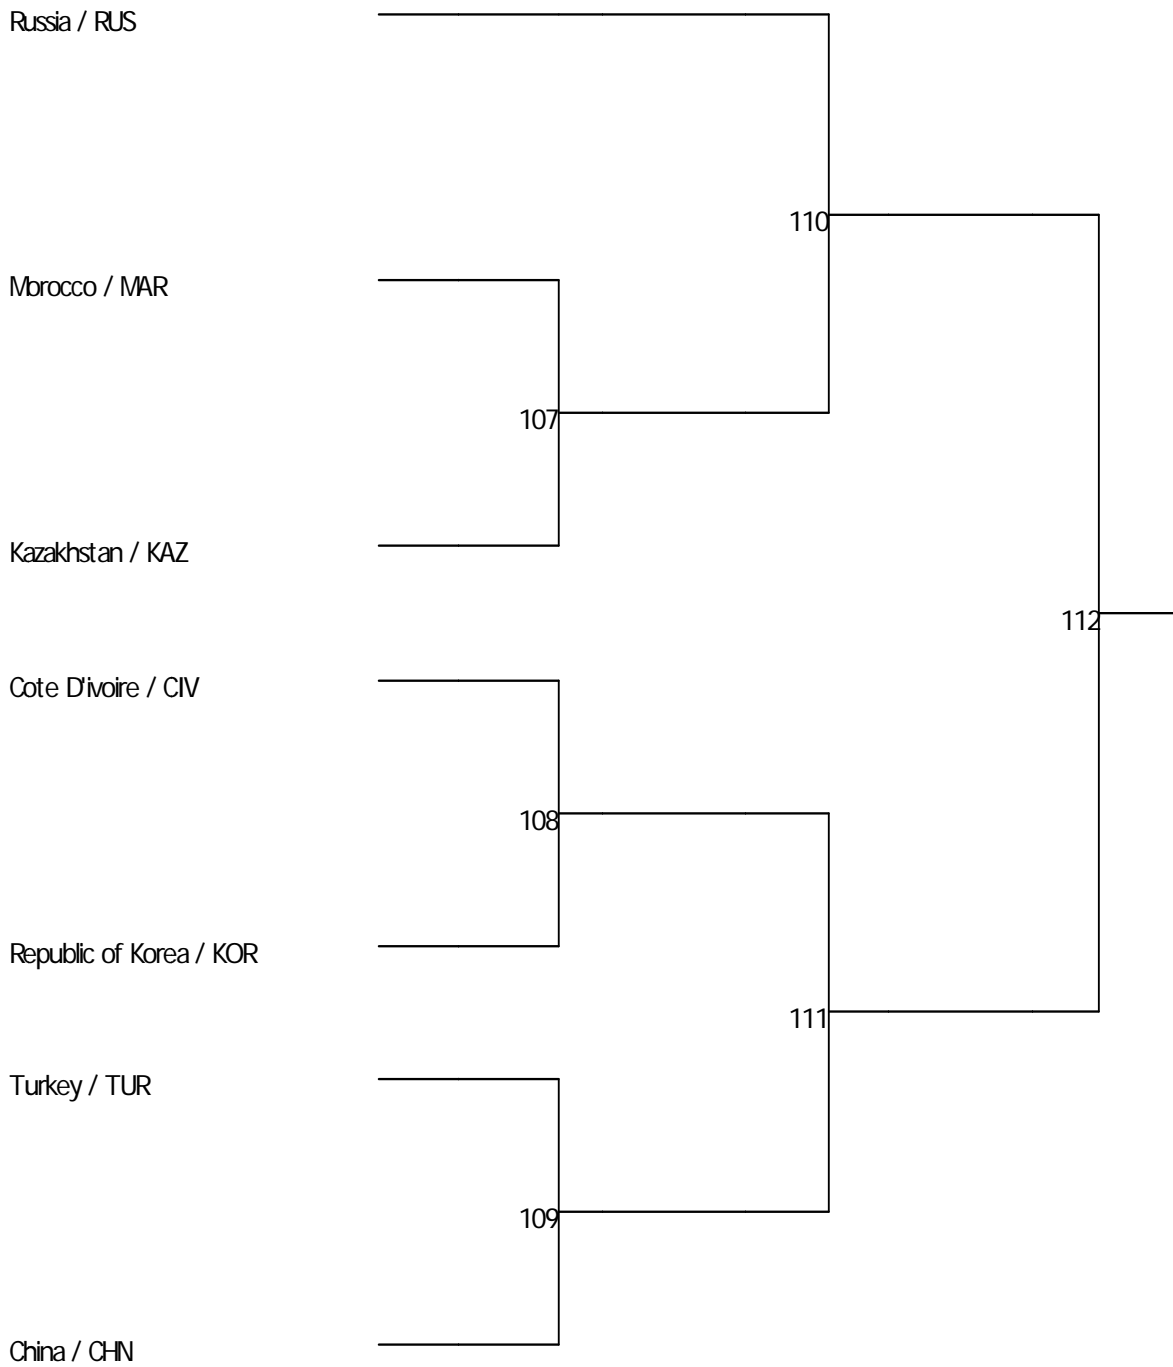 Russia / RUS
110
Morocco / MAR
107
Kazakhstan / KAZ
112
Cote D'ivoire / CIV
108
Republic of Korea / KOR
111
Turkey / TUR
109
China / CHN